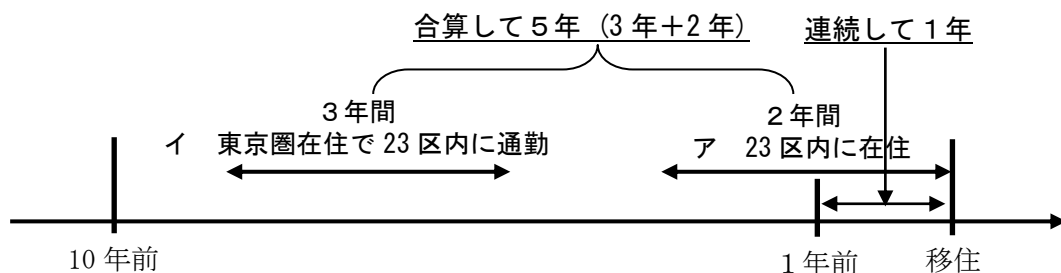 合算して５年（３年＋２年） 連続して１年
３年間 ２年間
イ 東京圏在住で 23 区内に通勤 ア 23 区内に在住
10 年前 １年前 移住